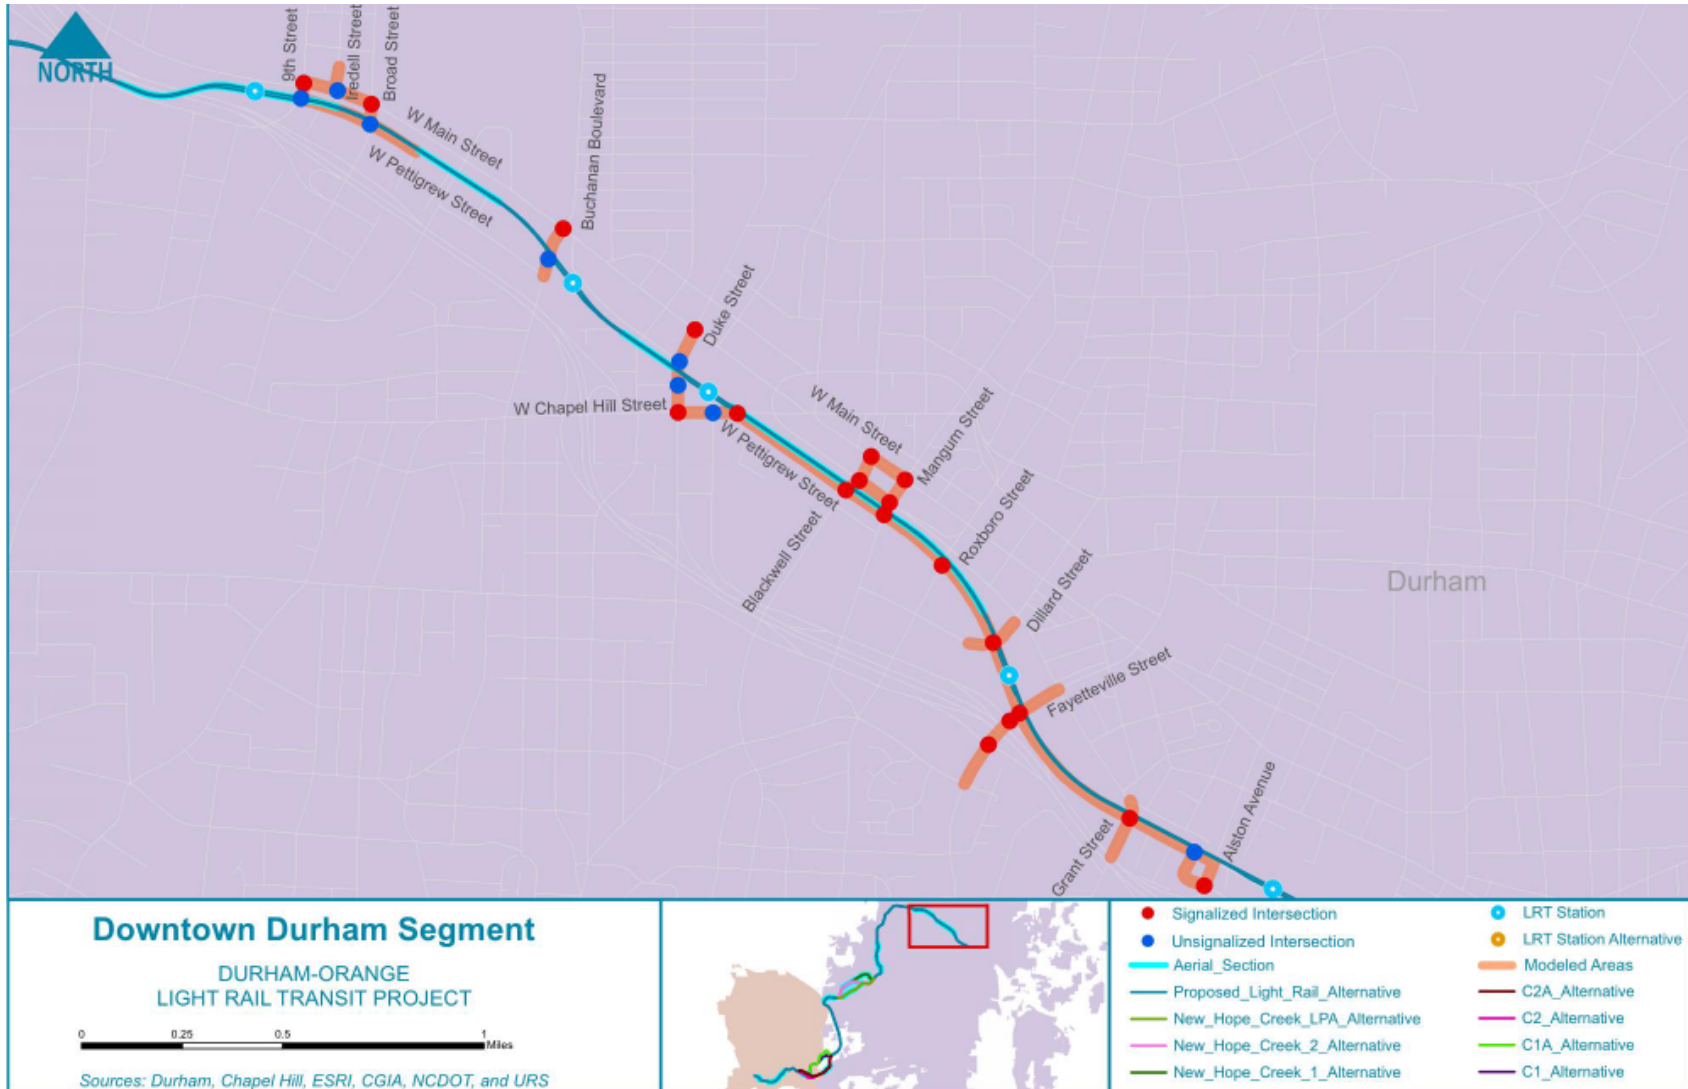 NORTH
9th Street
Iredell Street
Broad Street
W Main Street
W Pettigrew Street
Buchanan Boulevard
Duke Street
W Chapel Hill Street
W Pettigrew Street
W Main Street
Mangum Street
Blackwell Street
Roxboro Street
Dillard Street
Durham
Fayetteville Street
Grant Street
Alston Avenue
Downtown Durham Segment
DURHAM-ORANGE
LIGHT RAIL TRANSIT PROJECT
0 0.25 0.5 1
Miles
Sources: Durham, Chapel Hill, ESRI, CGIA, NCDOT, and URS
Signalized Intersection
Unsignalized Intersection
Aerial_Section
Proposed_Light_Rail_Alternative
New_Hope_Creek_LPA_Alternative
New_Hope_Creek_2_Alternative
New_Hope_Creek_1_Alternative
LRT Station
LRT Station Alternative
Modeled Areas
C2A_Alternative
C2_Alternative
C1A_Alternative
C1_Alternative